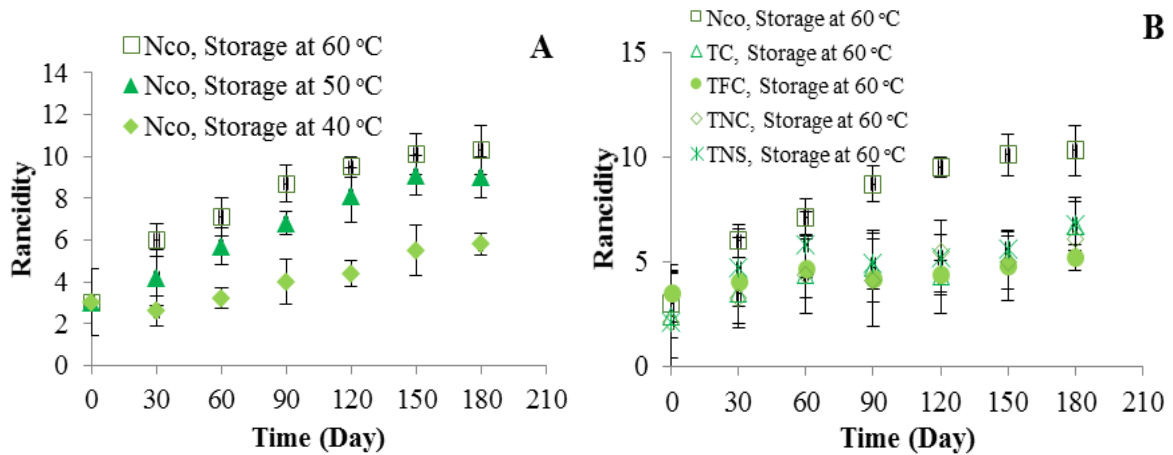 A
Nco, Storage at 60 °C
Nco, Storage at 50 °C
Nco, Storage at 40 °C
14
12
10
8
6
4
2
0
Rancidity
0 30 60 90 120 150 180 210
Time (Day)
B
Nco, Storage at 60 °C
TC, Storage at 60 °C
TFC, Storage at 60 °C
TNC, Storage at 60 °C
TNS, Storage at 60 °C
15
10
5
0
Rancidity
0 30 60 90 120 150 180 210
Time (Day)